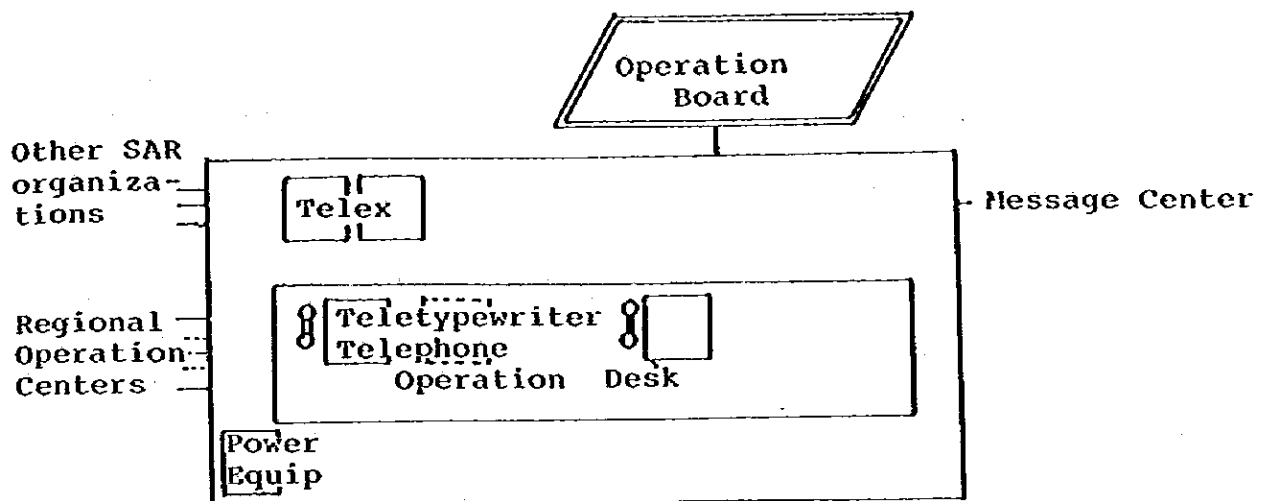 Operation
Board
Other SAR
organiza-
tions
Telex
Message Center
Regional
Operation
Centers
Teletypewriter
Telephone
Operation Desk
Power
Equip